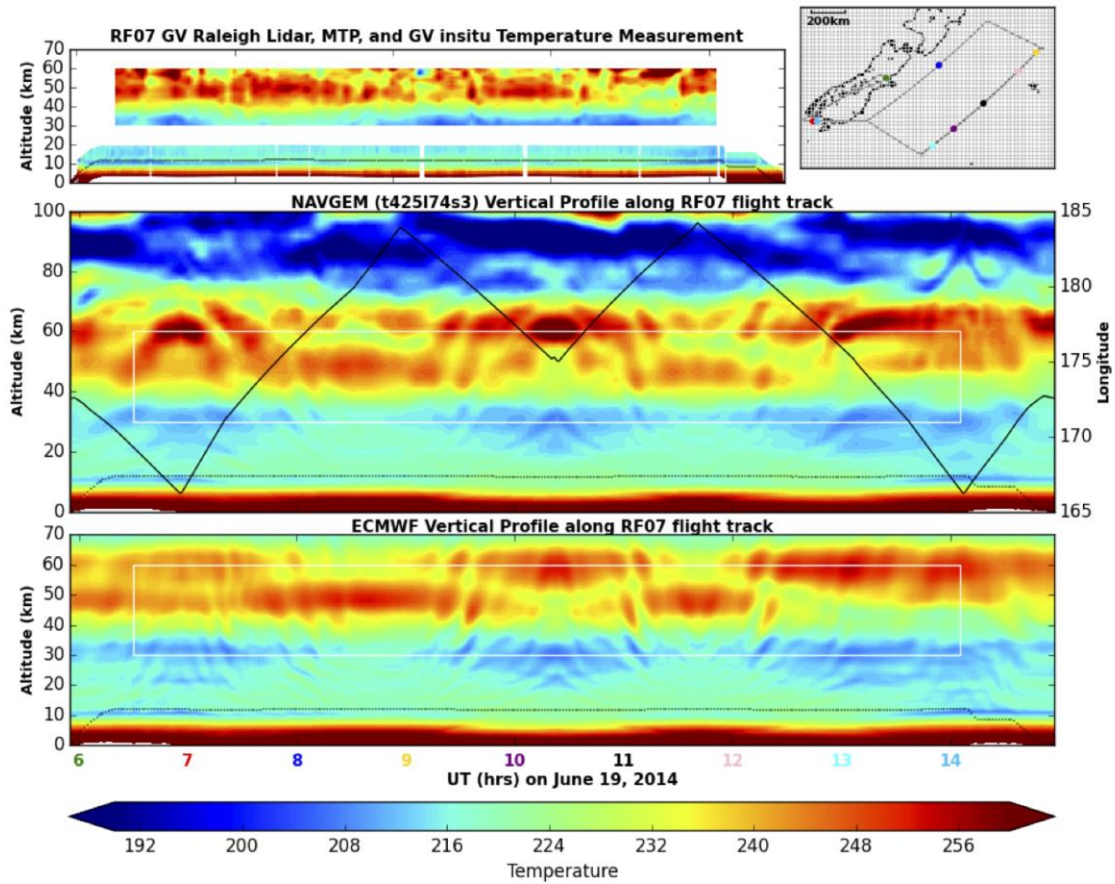 RF07 GV Raleigh Lidar, MTP, and GV insitu Temperature Measurement
200km
70
60
50
40
30
20
10
0
Altitude (km)
NAVGEM (t425l74s3) Vertical Profile along RF07 flight track
100
80
60
40
20
0
Altitude (km)
185
180
175
170
165
Longitude
ECMWF Vertical Profile along RF07 flight track
70
60
50
40
30
20
10
0
Altitude (km)
6 7 8 9 10 11 12 13 14
UT (hrs) on June 19, 2014
192 200 208 216 224 232 240 248 256
Temperature